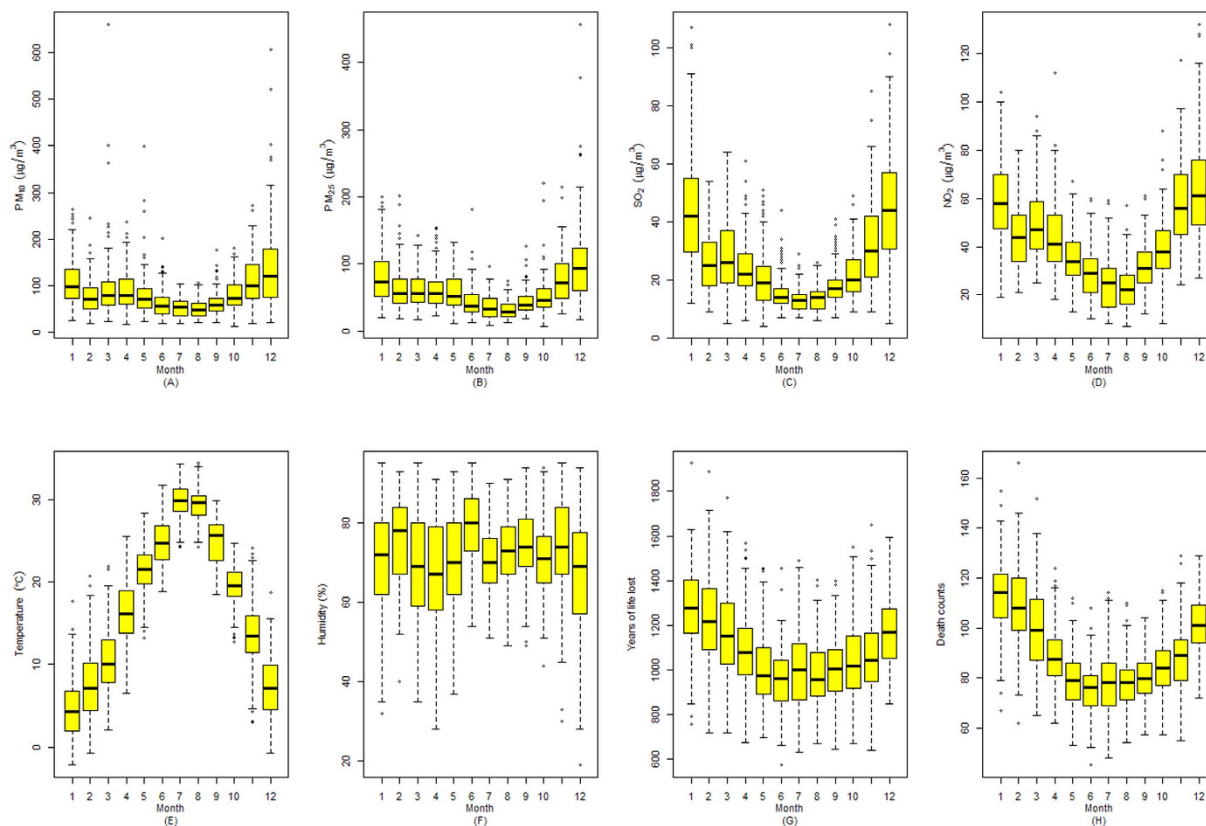 PM10 (μg/m³)
600
500
400
300
200
100
0
1 2 3 4 5 6 7 8 9 10 12
Month
(A)
PM2.5 (μg/m³)
400
300
200
100
0
1 2 3 4 5 6 7 8 9 10 12
Month
(B)
SO2 (μg/m³)
100
80
60
40
20
0
1 2 3 4 5 6 7 8 9 10 12
Month
(C)
NO2 (μg/m³)
120
100
80
60
40
20
1 2 3 4 5 6 7 8 9 10 12
Month
(D)
Temperature (°C)
30
20
10
0
1 2 3 4 5 6 7 8 9 10 12
Month
(E)
Humidity (%)
80
60
40
20
1 2 3 4 5 6 7 8 9 10 12
Month
(F)
Years of life lost
1800
1600
1400
1200
1000
800
600
1 2 3 4 5 6 7 8 9 10 12
Month
(G)
Death counts
160
140
120
100
80
60
1 2 3 4 5 6 7 8 9 10 12
Month
(H)